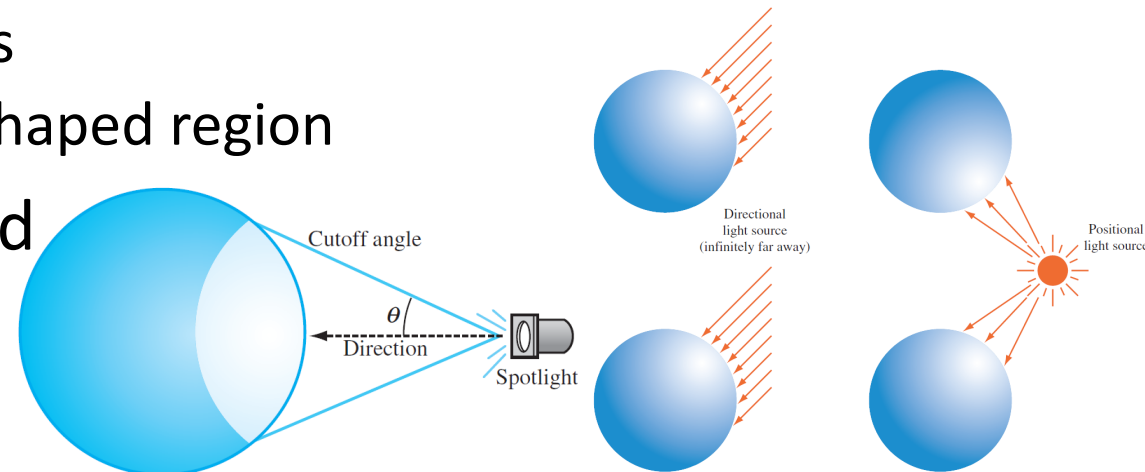 s
haped region
d
Cutoff angle
θ
Direction
Spotlight
Directional
light source
(infinitely far away)
Positional
light source